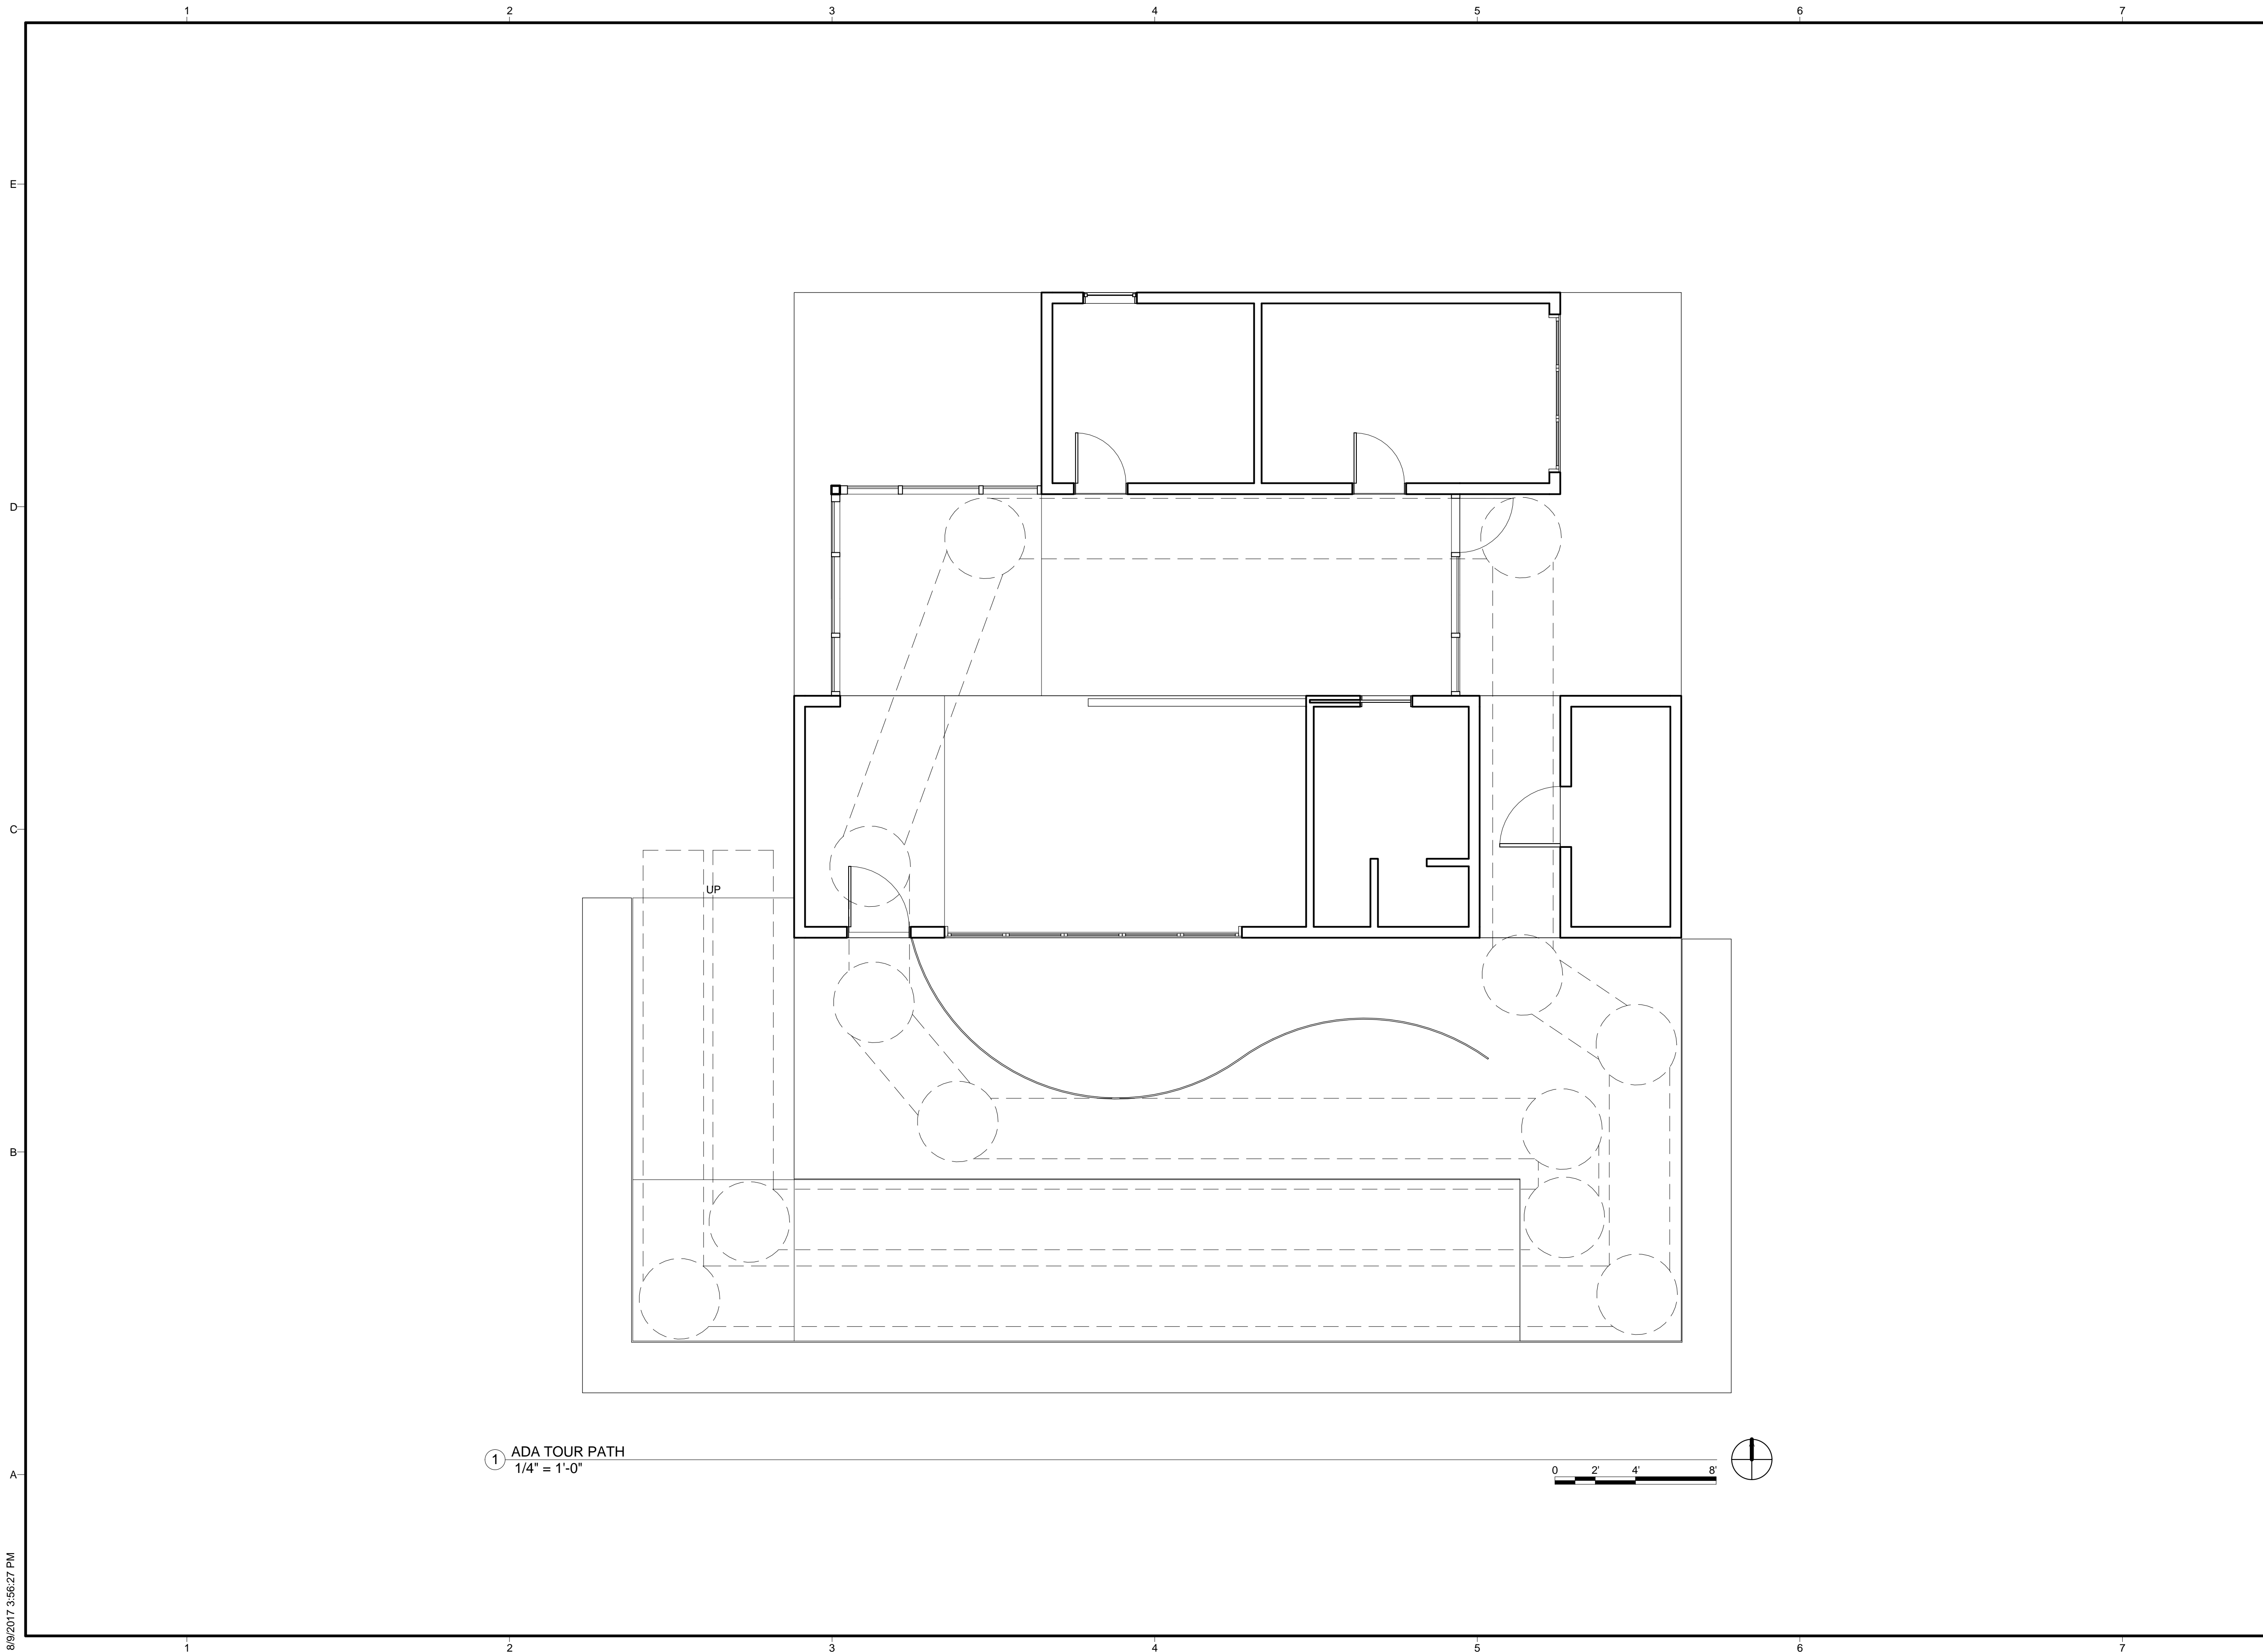 1 2 3 4 5 6 7
E
D
C
UP
B
1 ADA TOUR PATH
1/4" = 1'-0"
0 2' 4' 8'
A
8/9/2017 3:56:27 PM
1 2 3 4 5 6 7